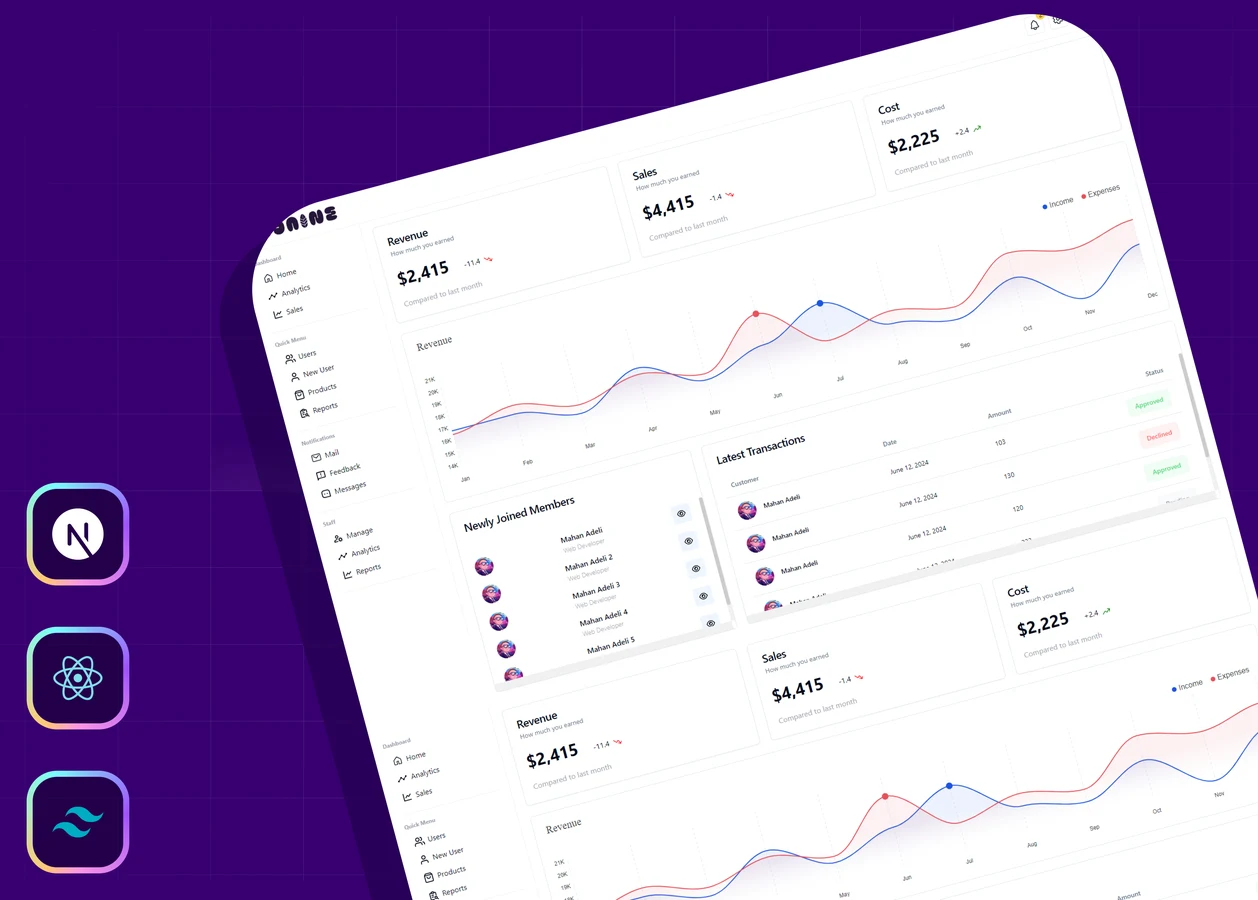 Cost
How much you earned
$2,225 +2.4
Compared to last month
Sales
How much you earned
$4,415 -1.4
Compared to last month
Revenue
How much you earned
$2,415 -11.4
Compared to last month
Home
Analytics
Sales
Quick Menu
Users
New User
Products
Reports
Notifications
Mail
Feedback
Messages
Staff
Manage
Analytics
Reports
Revenue
Income Expenses
21K
20K
19K
18K
17K
16K
15K
14K
Jan Feb Mar Apr May Jun Jul Aug Sep Oct Nov Dec
Newly Joined Members
Mahan Adeli
Web Developer
Mahan Adeli 2
Web Developer
Mahan Adeli 3
Web Developer
Mahan Adeli 4
Web Developer
Mahan Adeli 5
Latest Transactions
Customer Date Amount Status
Mahan Adeli June 12, 2024 103 Approved
Mahan Adeli June 12, 2024 130 Declined
Mahan Adeli June 12, 2024 120 Approved
Cost
How much you earned
$2,225 +2.4
Compared to last month
Sales
How much you earned
$4,415 -1.4
Compared to last month
Revenue
How much you earned
$2,415 -11.4
Compared to last month
Dashboard
Home
Analytics
Sales
Quick Menu
Users
New User
Products
Reports
Revenue
Income Expenses
21K
20K
19K
May Jun Jul Aug Sep Oct Nov
Amount